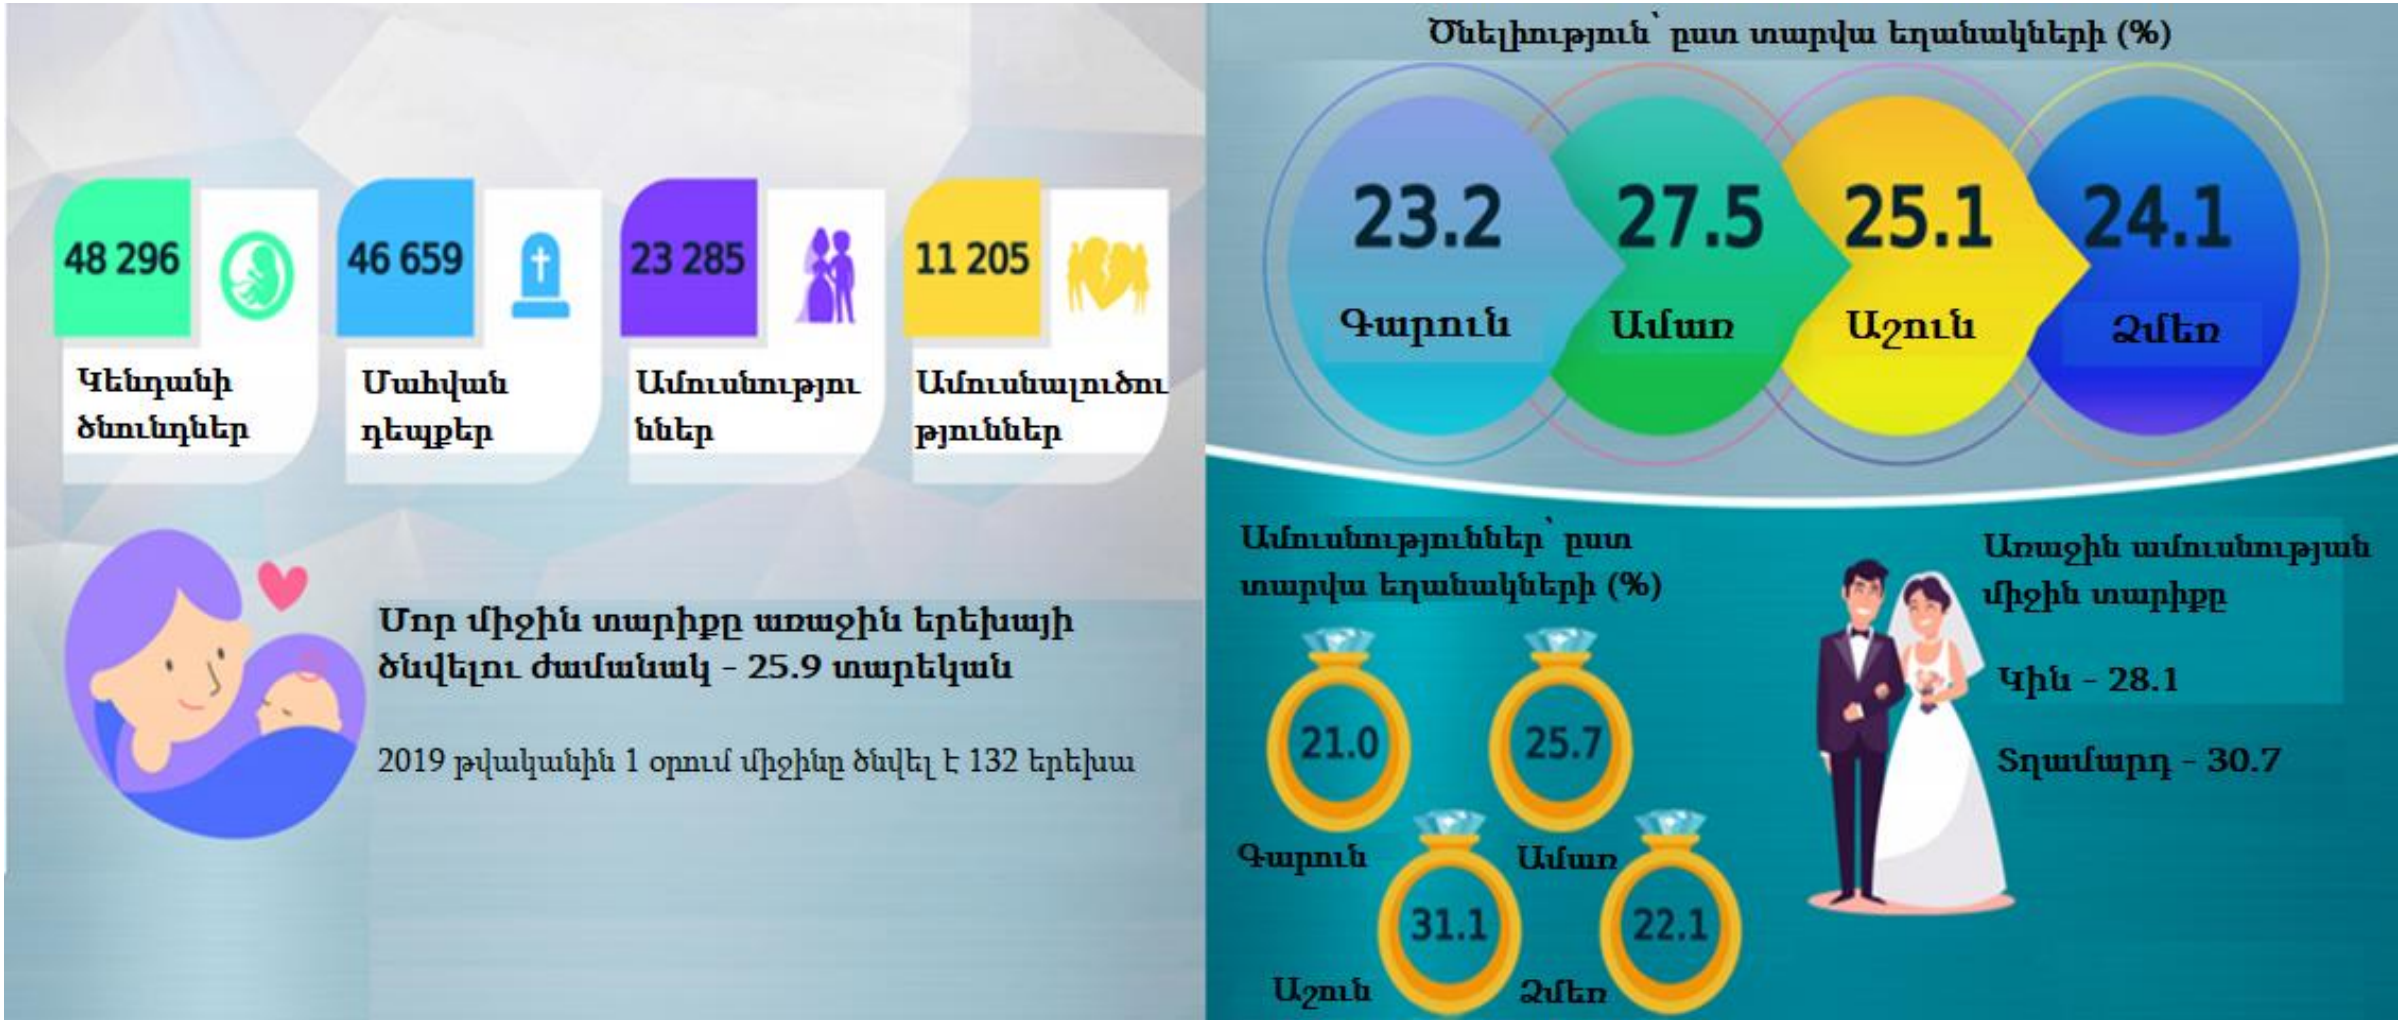 48 296
Կենդանի
ծնունդներ
46 659
Մահվան
դեպքեր
23 285
Ամուսնությու
ններ
11 205
Ամուսնալուծու
թյուններ
Մոր միջին տարիքը առաջին երեխայի
ծնվելու ժամանակ - 25.9 տարեկան
2019 թվականին 1 օրում միջինը ծնվել է 132 երեխա
Ծնելիություն՝ ըստ տարվա եղանակների (%)
23.2
Գարուն
27.5
Ամառ
25.1
Աշուն
24.1
Ձմեռ
Ամուսնություններ՝ ըստ
տարվա եղանակների (%)
21.0
Գարուն
25.7
Ամառ
31.1
Աշուն
22.1
Ձմեռ
Առաջին ամուսնության
միջին տարիքը
Կին - 28.1
Տղամարդ - 30.7